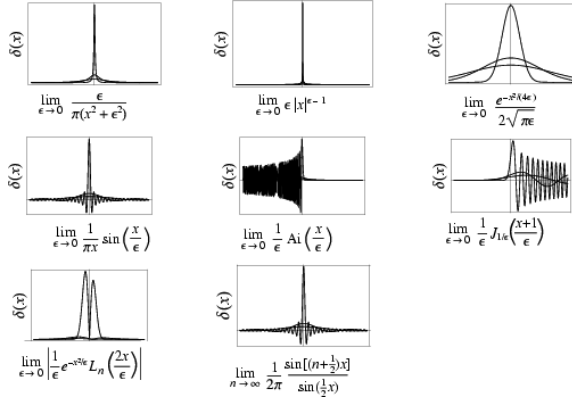 δ(x) δ(x) δ(x)
lim ε→0 ε / π(x² + ε²)
lim ε→0 ε |x|^(ε − 1)
lim ε→0 e^(−x²/(4ε)) / 2√πε
δ(x) δ(x) δ(x)
lim ε→0 1/πx sin(x/ε)
lim ε→0 1/ε Ai(x/ε)
lim ε→0 1/ε J_(1/ε)(x+1/ε)
δ(x) δ(x)
lim ε→0 |1/ε e^(−x²/ε) L_n(2x/ε)|
lim n→∞ 1/2π sin[(n+½)x] / sin(½x)